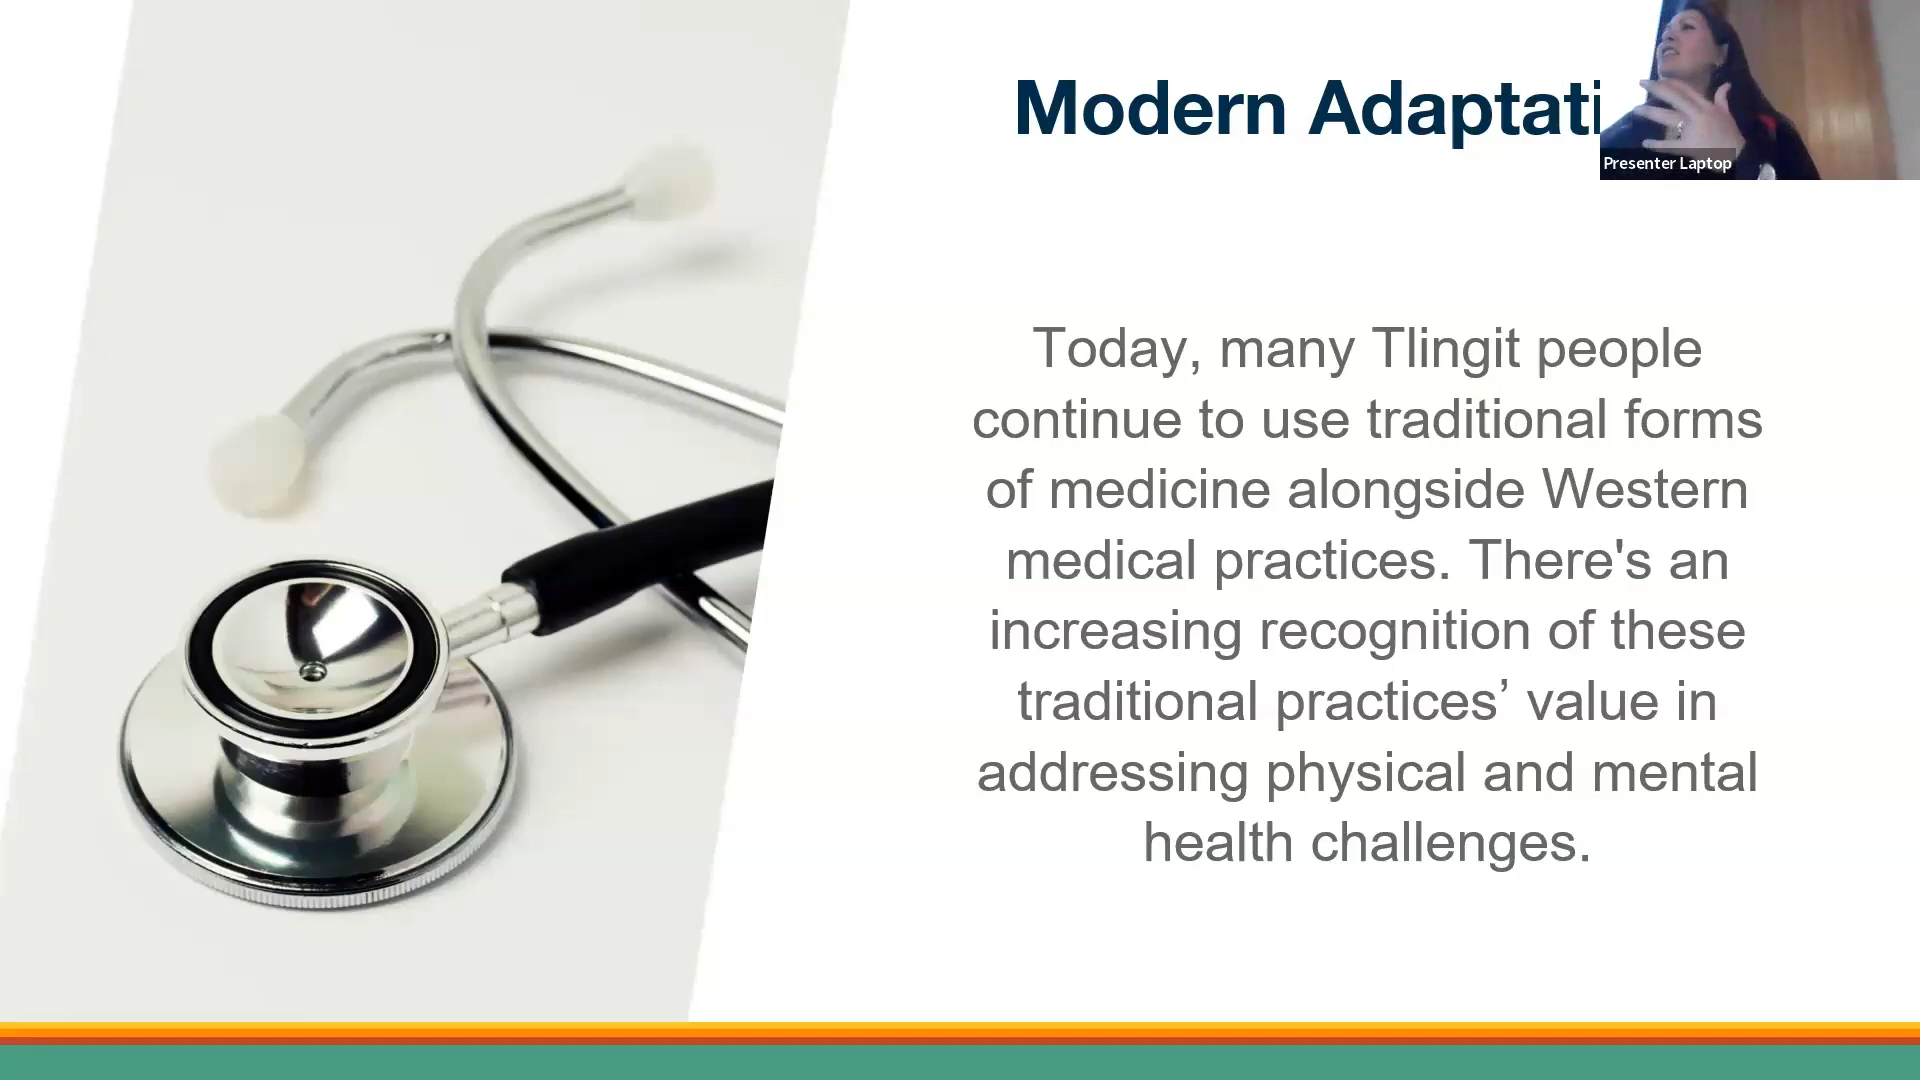 Modern Adaptati
Presenter Laptop
Today, many Tlingit people
continue to use traditional forms
of medicine alongside Western
medical practices. There's an
increasing recognition of these
traditional practices’ value in
addressing physical and mental
health challenges.